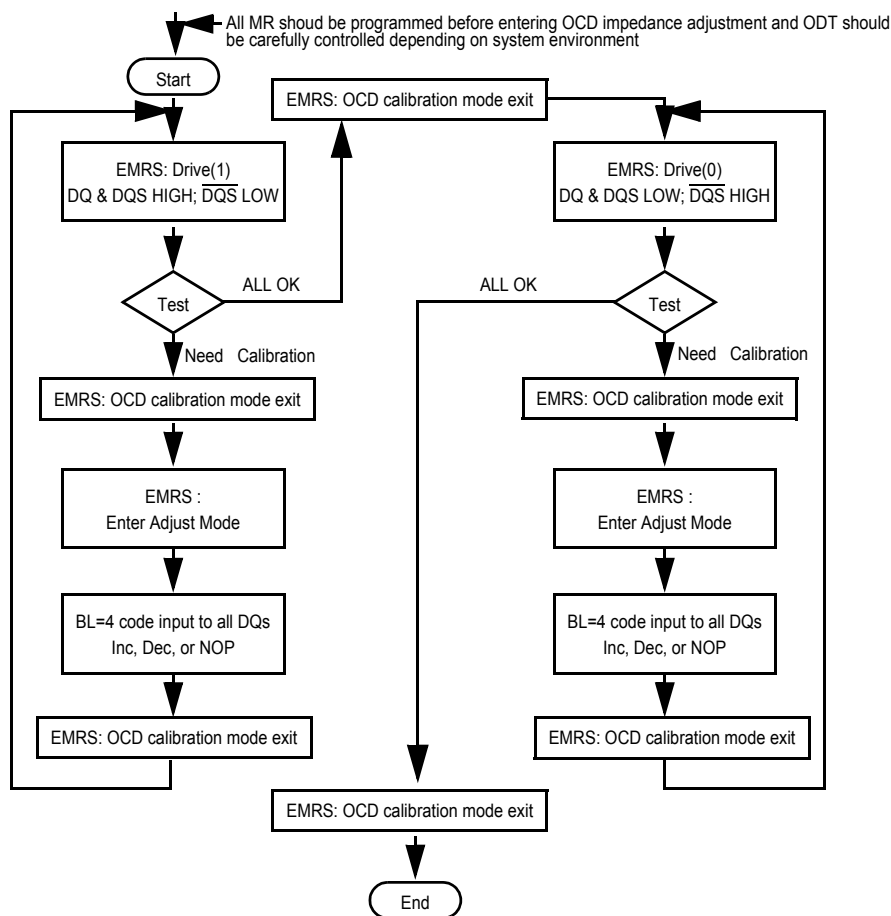 All MR shoud be programmed before entering OCD impedance adjustment and ODT should
be carefully controlled depending on system environment
Start
EMRS: OCD calibration mode exit
EMRS: Drive(1)
DQ & DQS HIGH; D̅Q̅S̅ LOW
EMRS: Drive(0)
DQ & DQS LOW; D̅Q̅S̅ HIGH
ALL OK
ALL OK
Test
Test
Need Calibration
Need Calibration
EMRS: OCD calibration mode exit
EMRS: OCD calibration mode exit
EMRS :
Enter Adjust Mode
EMRS :
Enter Adjust Mode
BL=4 code input to all DQs
Inc, Dec, or NOP
BL=4 code input to all DQs
Inc, Dec, or NOP
EMRS: OCD calibration mode exit
EMRS: OCD calibration mode exit
EMRS: OCD calibration mode exit
End